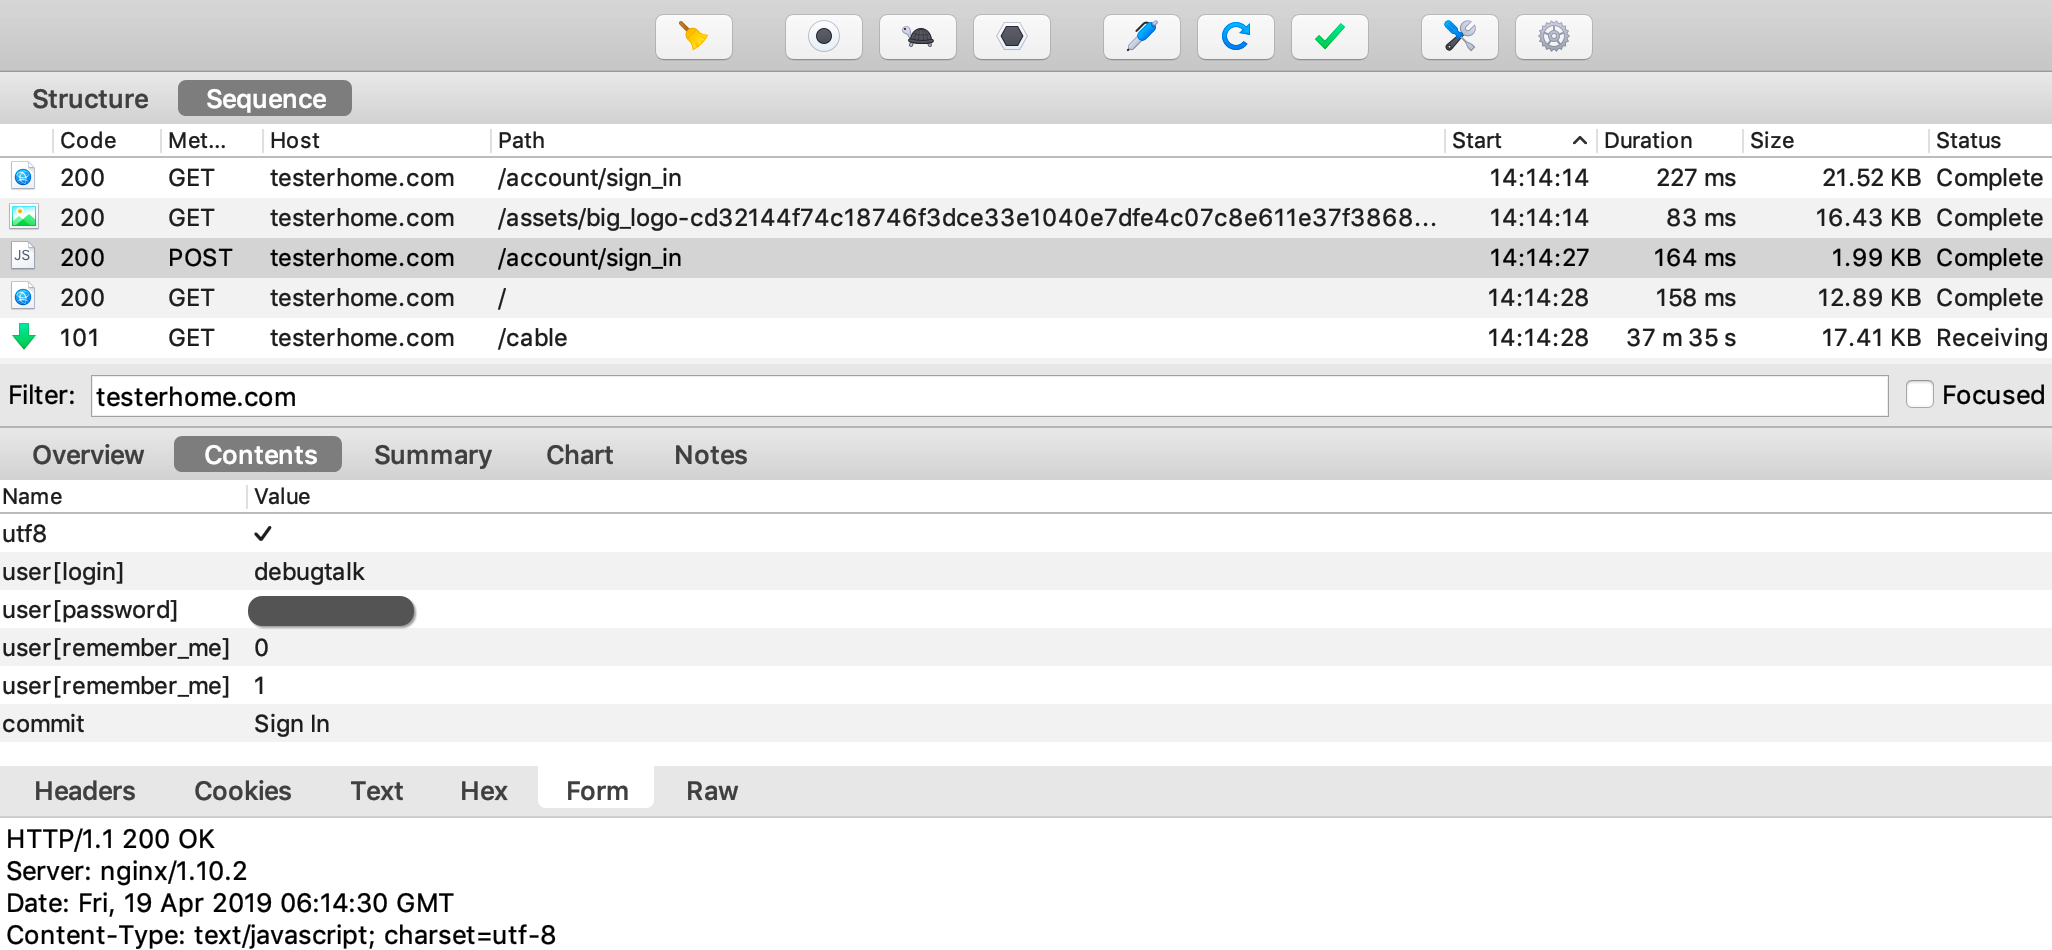 Structure Sequence
Code Met... Host Path Start Duration Size Status
200 GET testerhome.com /account/sign_in 14:14:14 227 ms 21.52 KB Complete
200 GET testerhome.com /assets/big_logo-cd32144f74c18746f3dce33e1040e7dfe4c07c8e611e37f3868... 14:14:14 83 ms 16.43 KB Complete
JS 200 POST testerhome.com /account/sign_in 14:14:27 164 ms 1.99 KB Complete
200 GET testerhome.com / 14:14:28 158 ms 12.89 KB Complete
101 GET testerhome.com /cable 14:14:28 37 m 35 s 17.41 KB Receiving
Filter: testerhome.com Focused
Overview Contents Summary Chart Notes
Name Value
utf8 ✓
user[login] debugtalk
user[password]
user[remember_me] 0
user[remember_me] 1
commit Sign In
Headers Cookies Text Hex Form Raw
HTTP/1.1 200 OK
Server: nginx/1.10.2
Date: Fri, 19 Apr 2019 06:14:30 GMT
Content-Type: text/javascript; charset=utf-8